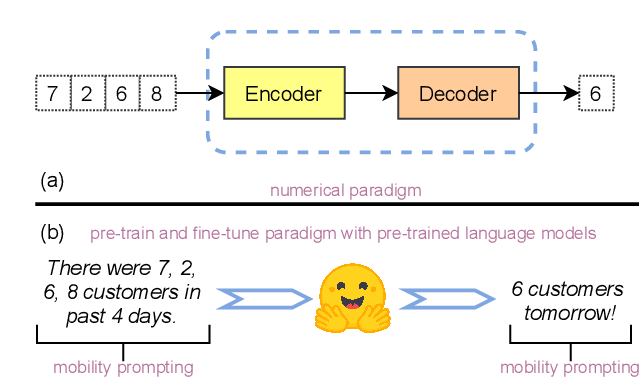 7 2 6 8
Encoder
Decoder
6
(a)
numerical paradigm
(b)
pre-train and fine-tune paradigm with pre-trained language models
There were 7, 2,
6, 8 customers in
past 4 days.
6 customers
tomorrow!
mobility prompting
mobility prompting